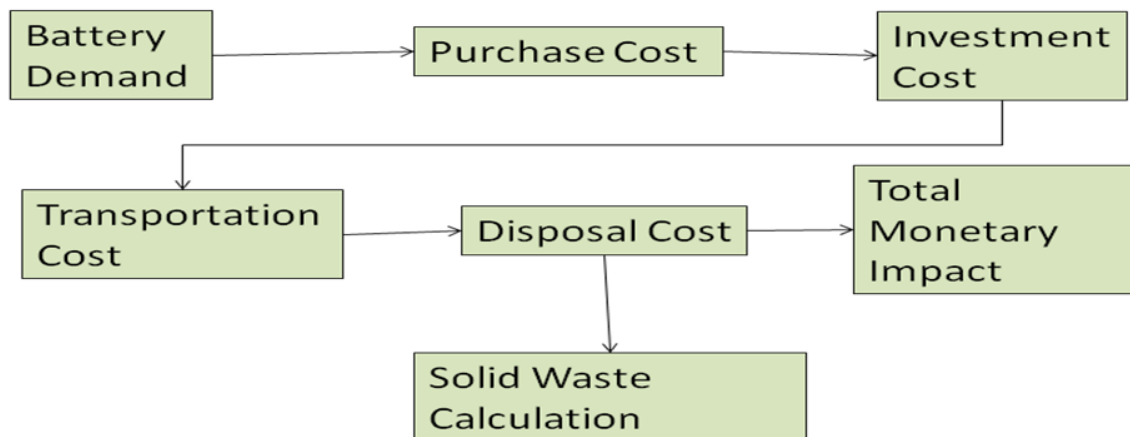 Battery
Demand
Purchase Cost
Investment
Cost
Transportation
Cost
Disposal Cost
Total
Monetary
Impact
Solid Waste
Calculation